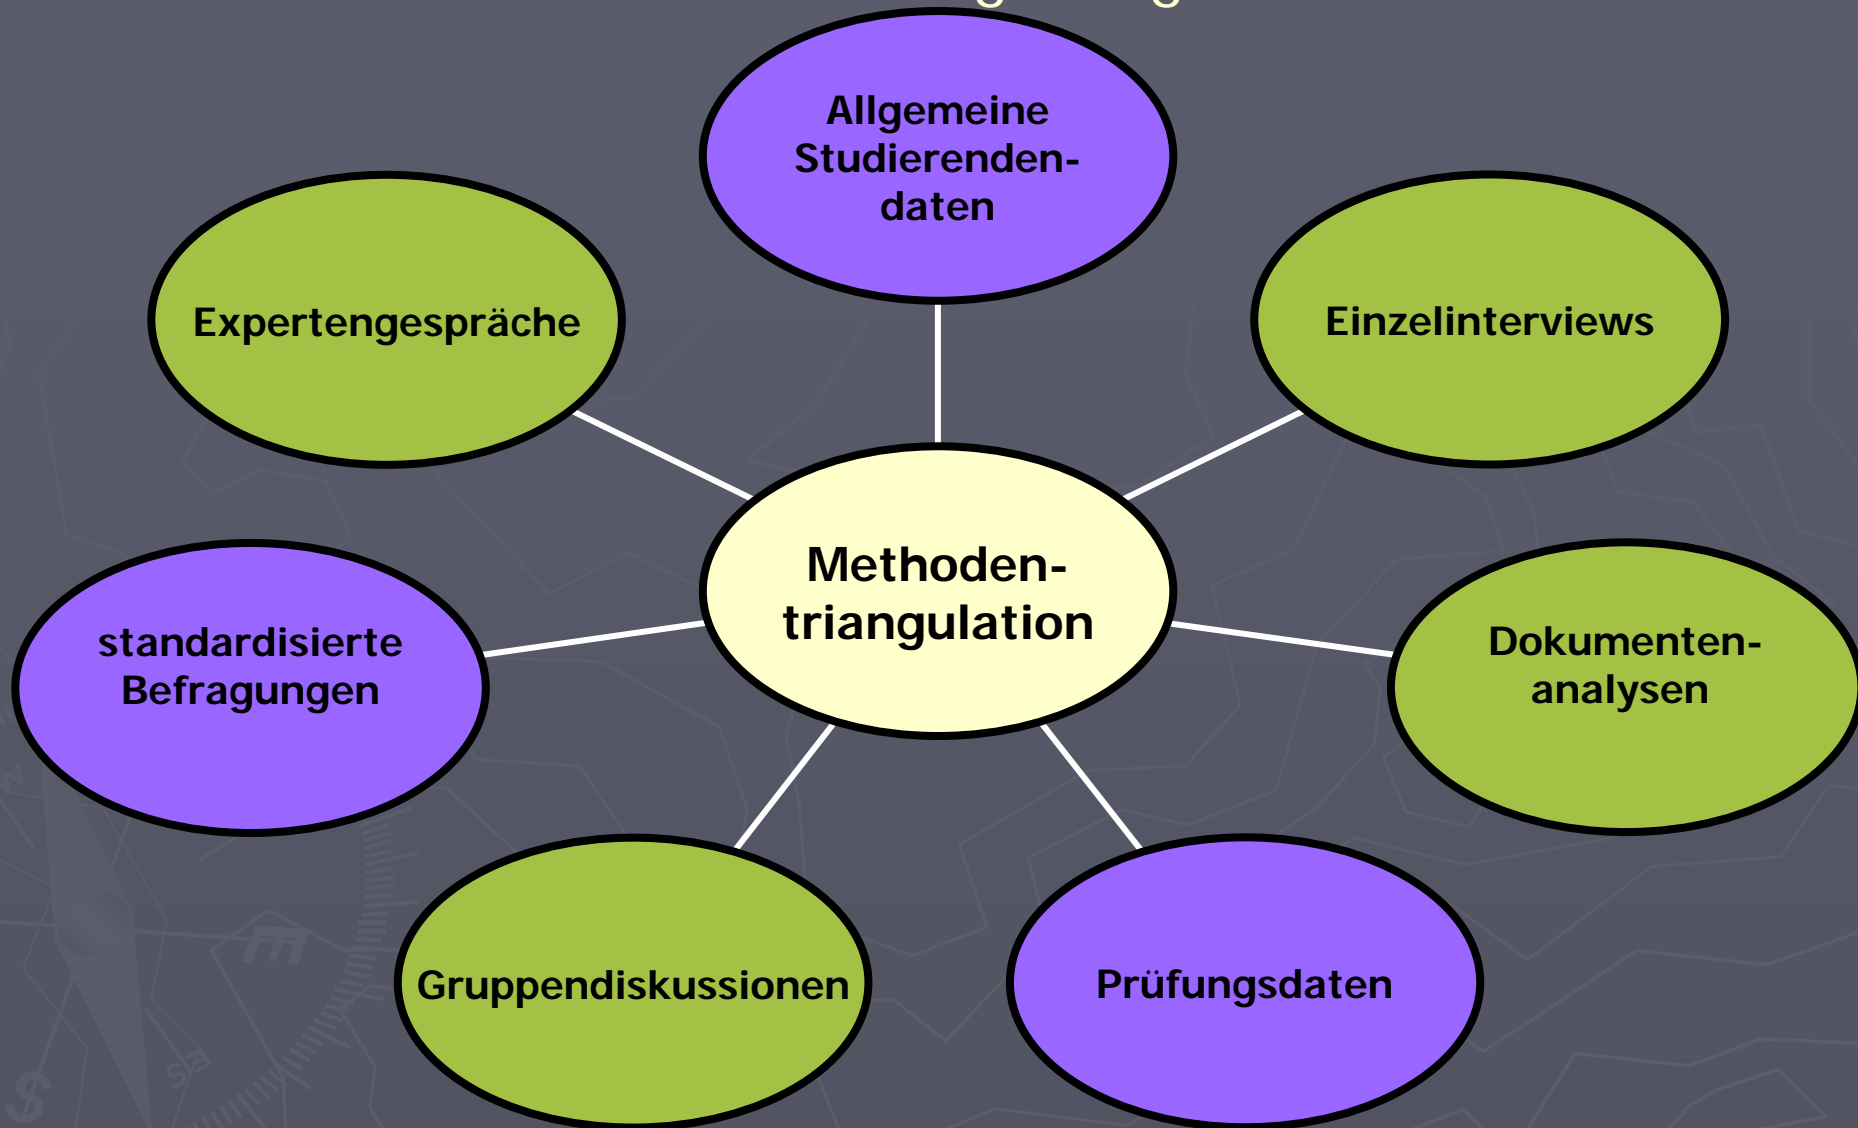 Allgemeine
Studierenden-
daten
Expertengespräche
Einzelinterviews
Methoden-
triangulation
standardisierte
Befragungen
Dokumenten-
analysen
Gruppendiskussionen
Prüfungsdaten